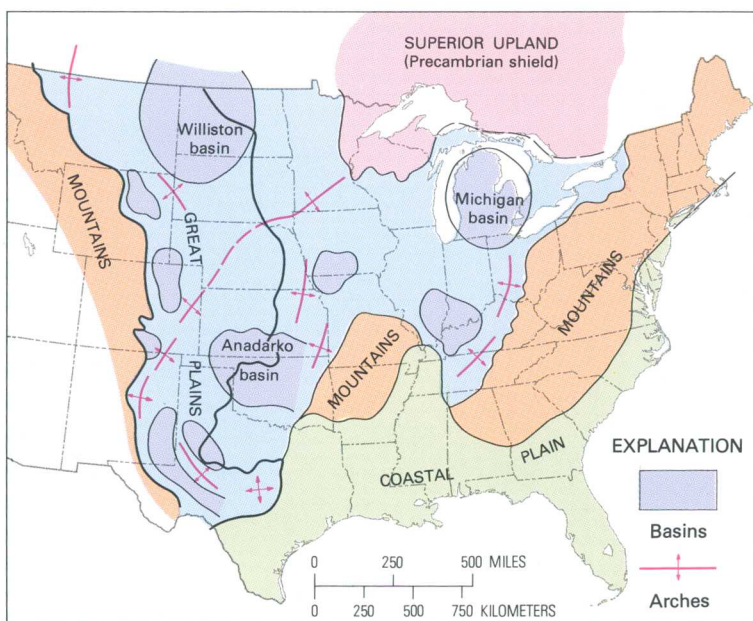 SUPERIOR UPLAND
(Precambrian shield)
Williston
basin
Michigan
basin
MOUNTAINS
GREAT
PLAINS
MOUNTAINS
Anadarko
basin
MOUNTAINS
COASTAL
PLAIN
EXPLANATION
Basins
Arches
0 250 500 MILES
0 250 500 750 KILOMETERS